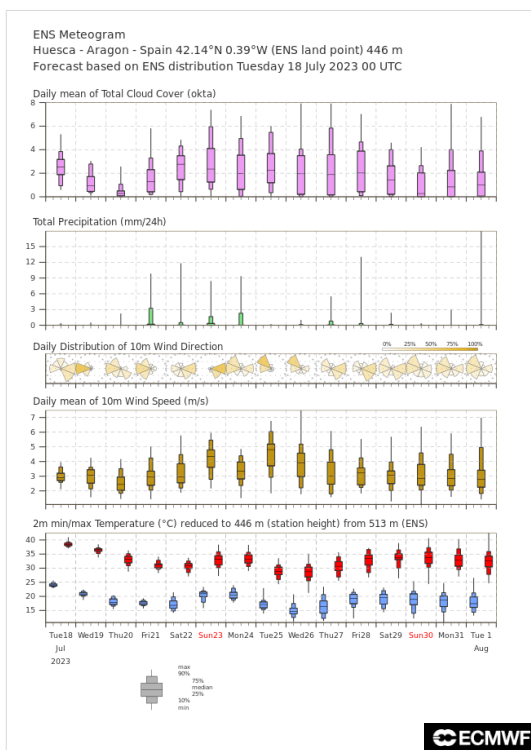 ENS Meteogram
Huesca - Aragon - Spain 42.14°N 0.39°W (ENS land point) 446 m
Forecast based on ENS distribution Tuesday 18 July 2023 00 UTC
Daily mean of Total Cloud Cover (okta)
8
6
4
2
0
Total Precipitation (mm/24h)
15
12
9
6
3
0
Daily Distribution of 10m Wind Direction
0% 25% 50% 75% 100%
Daily mean of 10m Wind Speed (m/s)
7
6
5
4
3
2
2m min/max Temperature (°C) reduced to 446 m (station height) from 513 m (ENS)
40
35
30
25
20
15
Tue18 Wed19 Thu20 Fri21 Sat22 Sun23 Mon24 Tue25 Wed26 Thu27 Fri28 Sat29 Sun30 Mon31 Tue 1
Jul Aug
2023
max
90%
75%
median
25%
10%
min
ECMWF